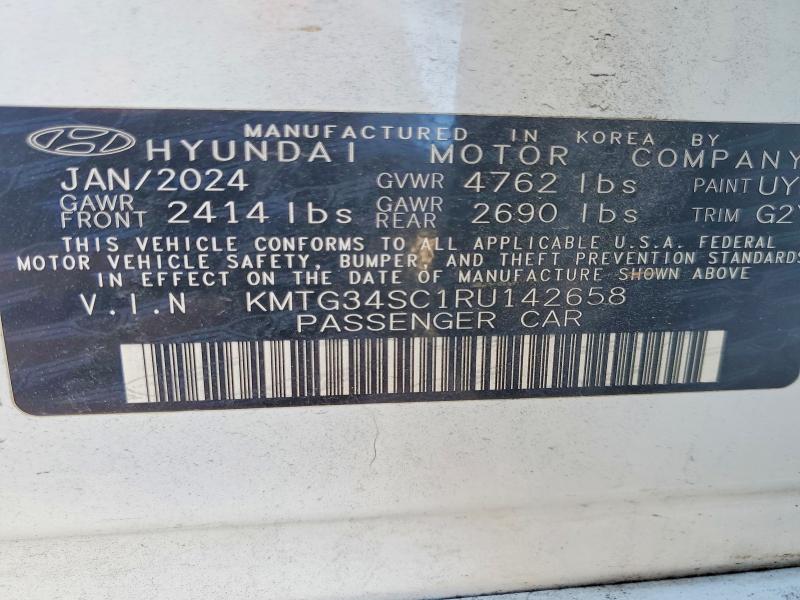 MANUFACTURED IN KOREA BY
HYUNDAI MOTOR COMPANY
JAN/2024 GVWR 4762 lbs PAINT UY
GAWR FRONT 2414 lbs GAWR REAR 2690 lbs TRIM G2Y
THIS VEHICLE CONFORMS TO ALL APPLICABLE U.S.A. FEDERAL
MOTOR VEHICLE SAFETY, BUMPER, AND THEFT PREVENTION STANDARDS
IN EFFECT ON THE DATE OF MANUFACTURE SHOWN ABOVE.
V.I.N KMTG34SC1RU142658
PASSENGER CAR